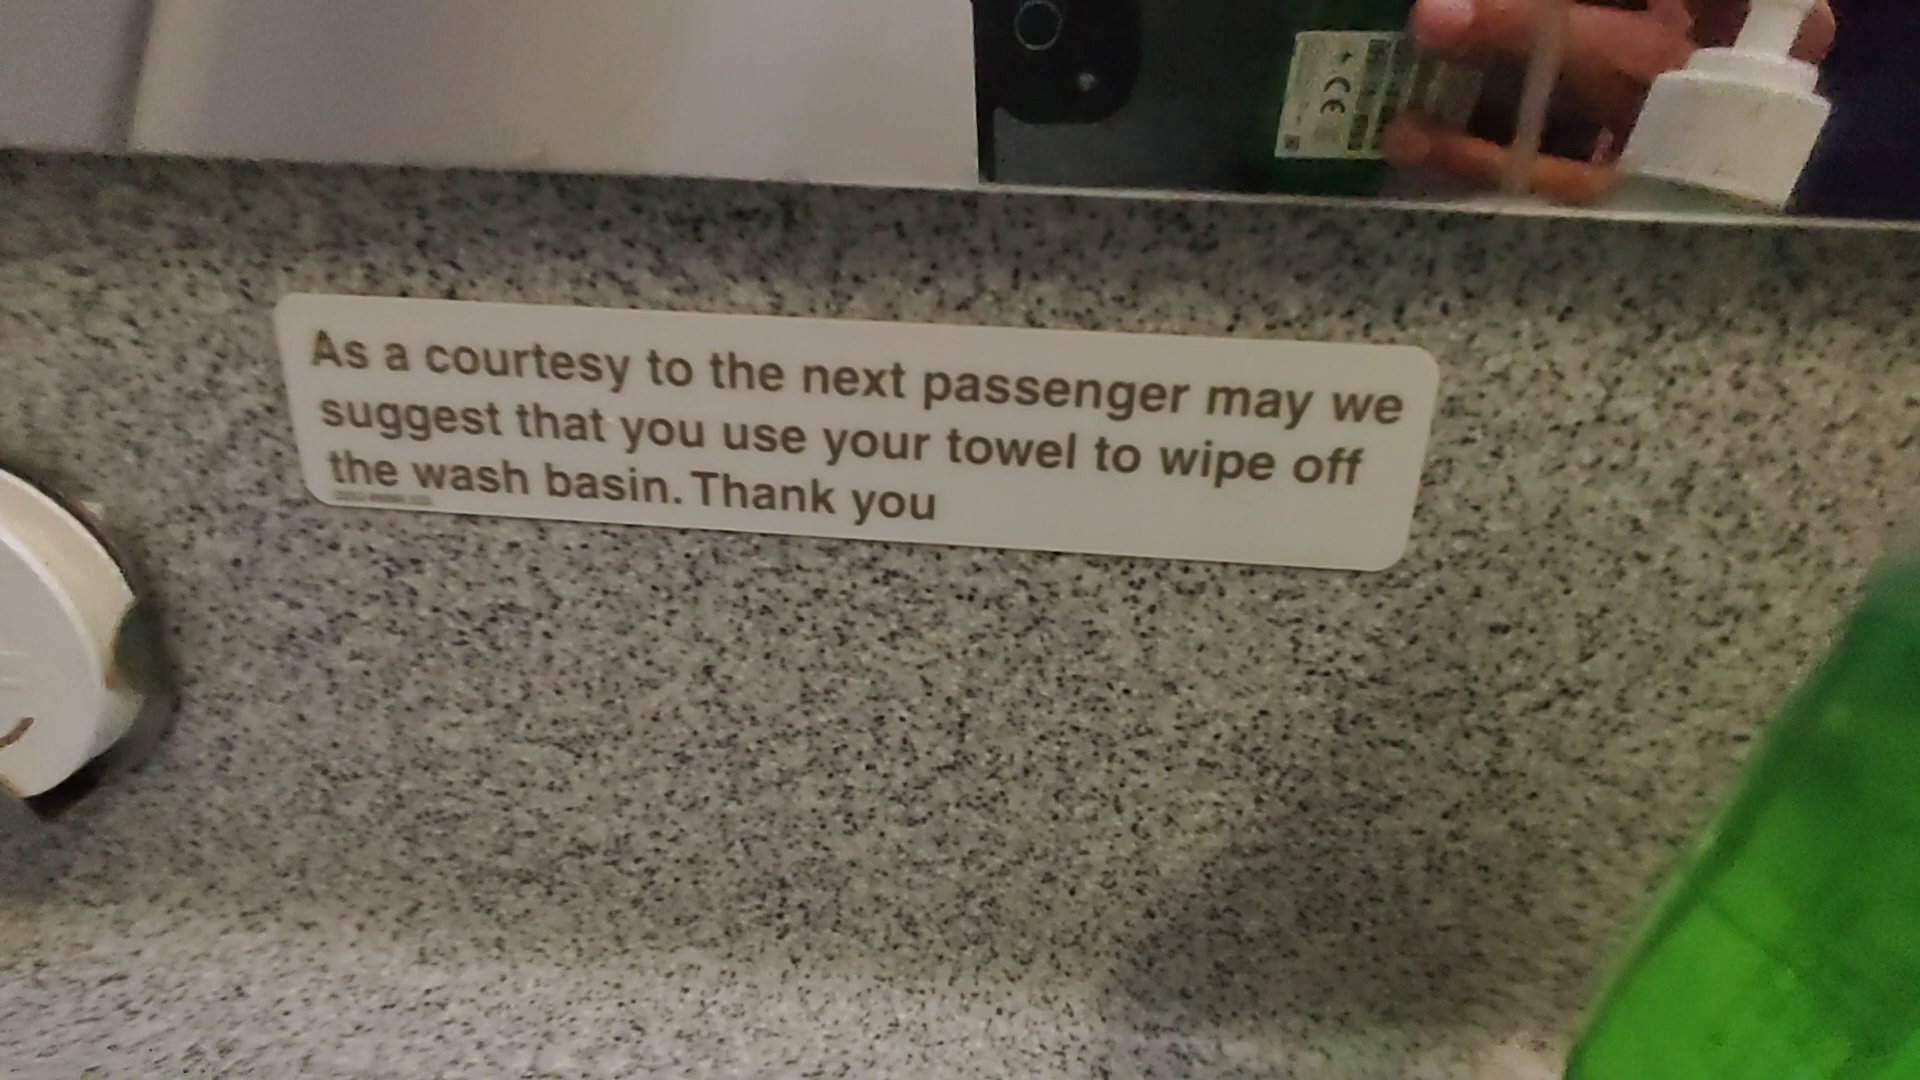 As a courtesy to the next passenger may we
suggest that you use your towel to wipe off
the wash basin. Thank you
CE